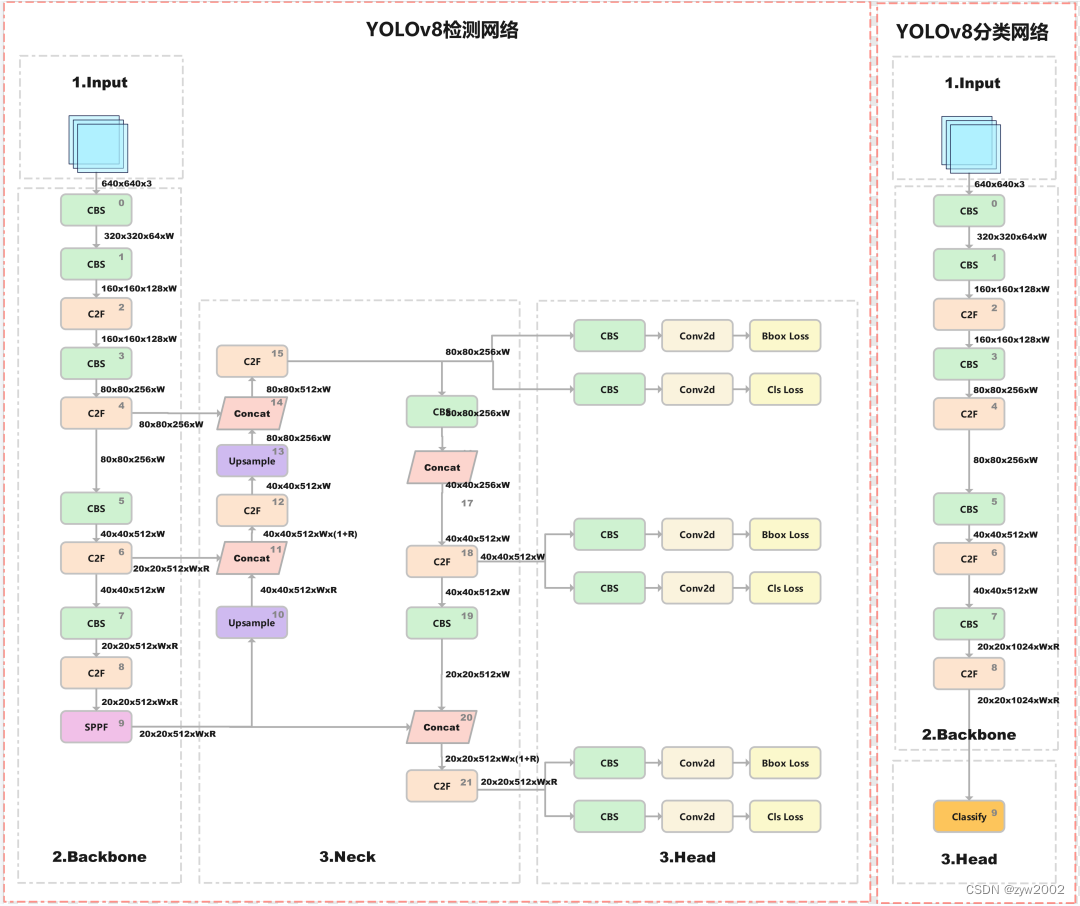 YOLOv8检测网络
1.Input
640x640x3
CBS 0
320x320x64xW
CBS 1
160x160x128xW
C2F 2
160x160x128xW
CBS 3
80x80x256xW
C2F 4
80x80x256xW
80x80x256xW
CBS 5
40x40x512xW
C2F 6
20x20x512xWxR
40x40x512xW
CBS 7
20x20x512xWxR
C2F 8
20x20x512xWxR
SPPF 9
20x20x512xWxR
2.Backbone
C2F 15
80x80x512xW
Concat 14
80x80x256xW
Upsample 13
40x40x512xW
C2F 12
40x40x512xWx(1+R)
Concat 11
40x40x512xWxR
Upsample 10
80x80x256xW
CBS
80x80x256xW
Concat
40x40x256xW
17
40x40x512xW
C2F 18
40x40x512xW
40x40x512xW
CBS 19
20x20x512xW
Concat 20
20x20x512xWx(1+R)
C2F 21
20x20x512xWxR
3.Neck
CBS Conv2d Bbox Loss
CBS Conv2d Cls Loss
CBS Conv2d Bbox Loss
CBS Conv2d Cls Loss
CBS Conv2d Bbox Loss
CBS Conv2d Cls Loss
3.Head
YOLOv8分类网络
1.Input
640x640x3
CBS 0
320x320x64xW
CBS 1
160x160x128xW
C2F 2
160x160x128xW
CBS 3
80x80x256xW
C2F 4
80x80x256xW
CBS 5
40x40x512xW
C2F 6
40x40x512xW
CBS 7
20x20x1024xWxR
C2F 8
20x20x1024xWxR
2.Backbone
Classify 9
3.Head
CSDN @zyw2002